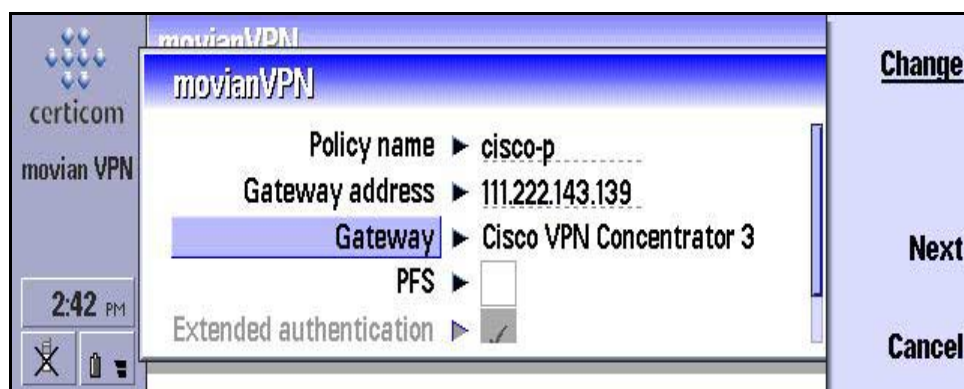 certicom
movian VPN
2:42 PM
movianVPN
movianVPN
Policy name cisco-p
Gateway address 111.222.143.139
Gateway Cisco VPN Concentrator 3
PFS
Extended authentication
Change
Next
Cancel